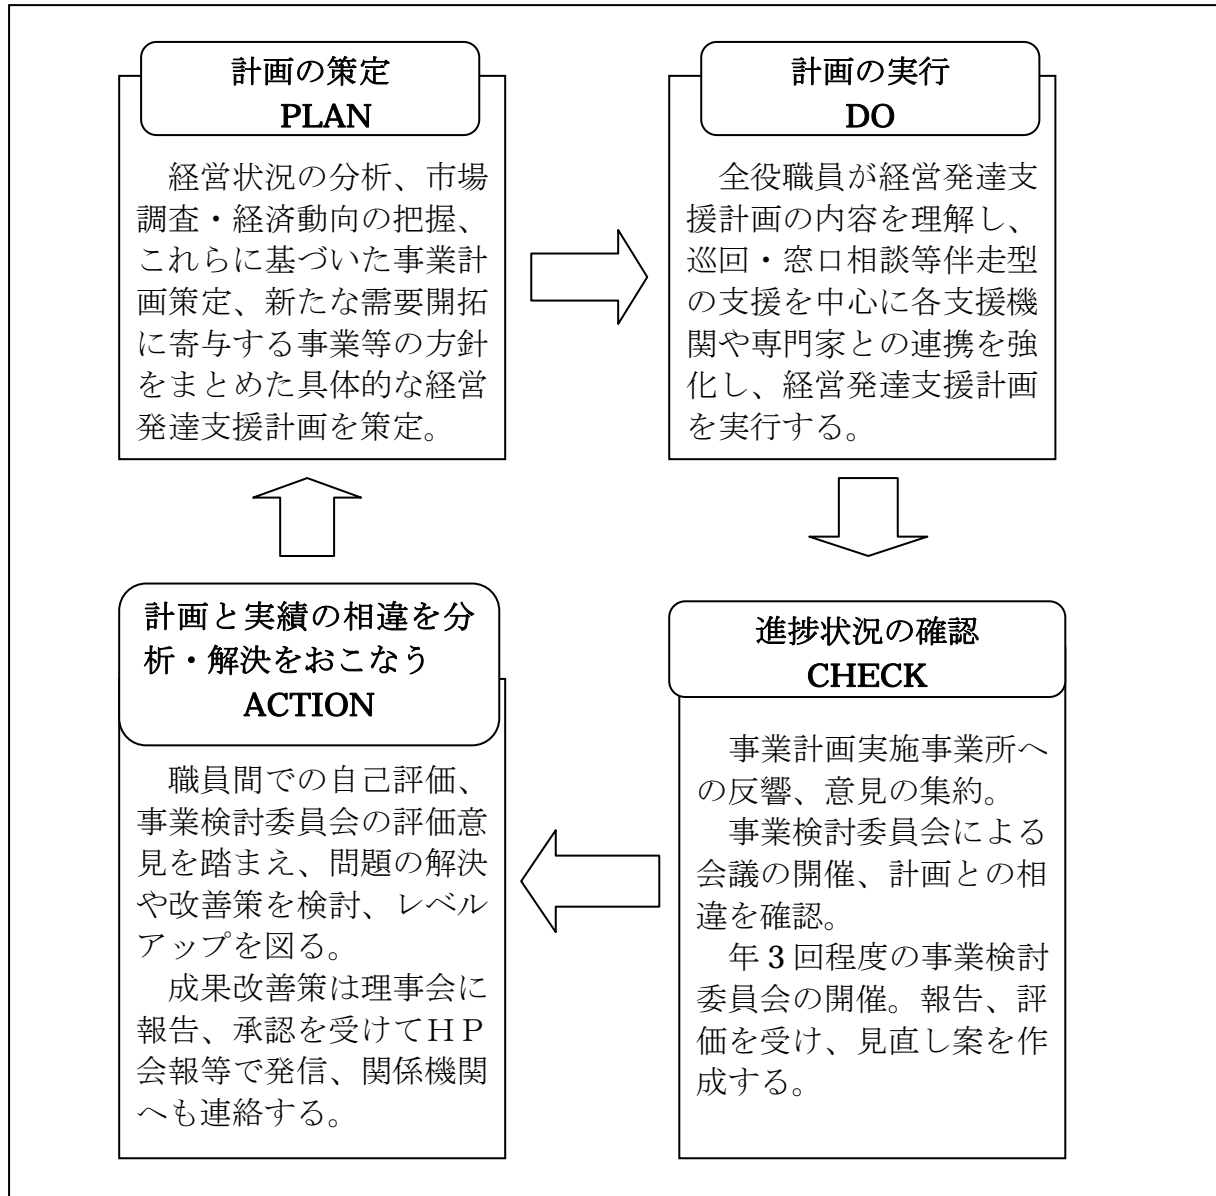 計画の策定
PLAN
経営状況の分析、市場
調査・経済動向の把握、
これらに基づいた事業計
画策定、新たな需要開拓
に寄与する事業等の方針
をまとめた具体的な経営
発達支援計画を策定。
計画の実行
DO
全役職員が経営発達支
援計画の内容を理解し、
巡回・窓口相談等伴走型
の支援を中心に各支援機
関や専門家との連携を強
化し、経営発達支援計画
を実行する。
進捗状況の確認
CHECK
事業計画実施事業所へ
の反響、意見の集約。
事業検討委員会による
会議の開催、計画との相
違を確認。
年3回程度の事業検討
委員会の開催。報告、評
価を受け、見直し案を作
成する。
計画と実績の相違を分
析・解決をおこなう
ACTION
職員間での自己評価、
事業検討委員会の評価意
見を踏まえ、問題の解決
や改善策を検討、レベル
アップを図る。
成果改善策は理事会に
報告、承認を受けてＨＰ
会報等で発信、関係機関
へも連絡する。